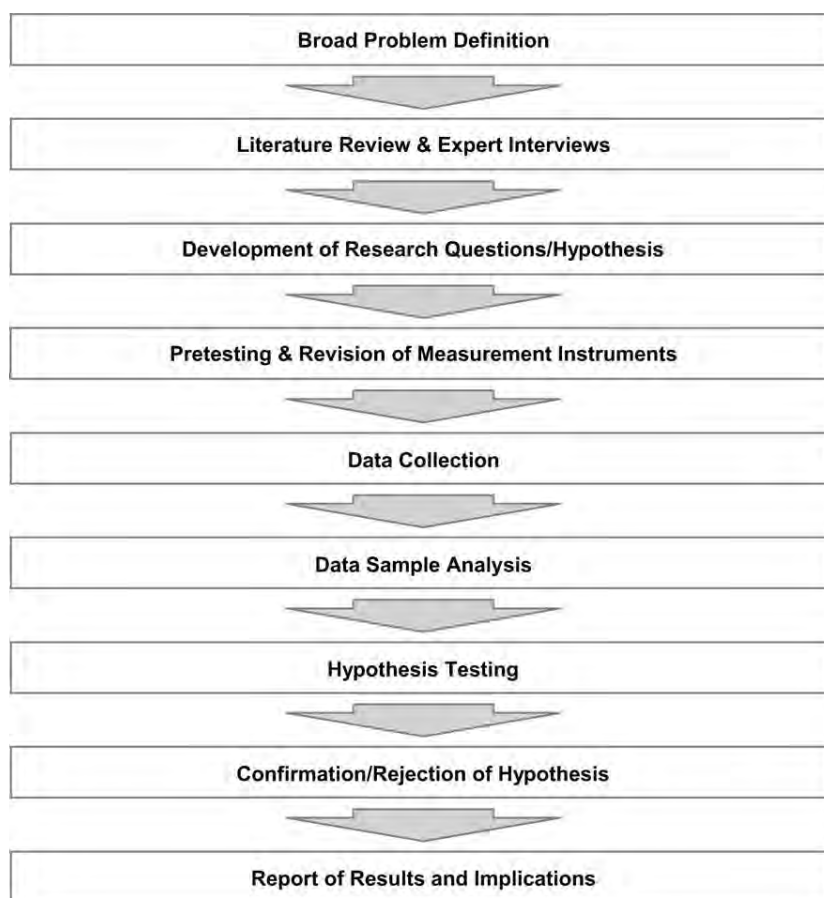 Broad Problem Definition
Literature Review & Expert Interviews
Development of Research Questions/Hypothesis
Pretesting & Revision of Measurement Instruments
Data Collection
Data Sample Analysis
Hypothesis Testing
Confirmation/Rejection of Hypothesis
Report of Results and Implications